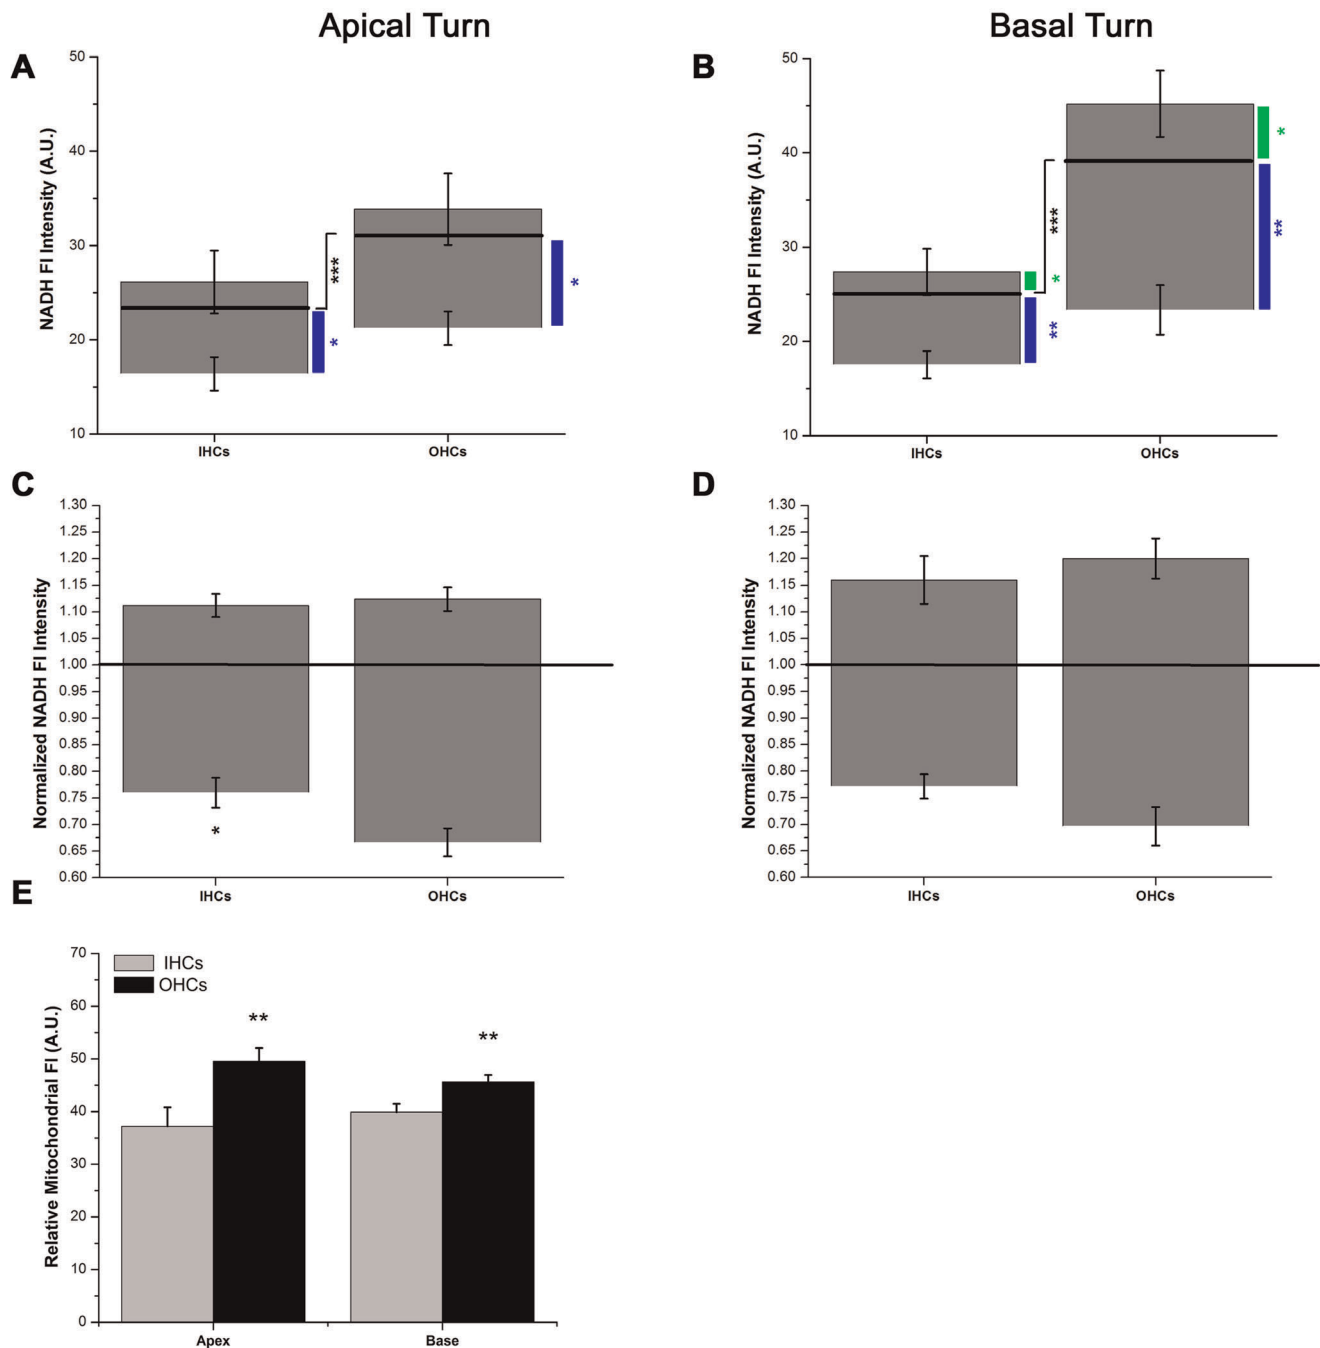 Apical Turn
Basal Turn
A
50
40
30
20
10
NADH Fl Intensity (A.U.)
***
*
*
IHCs
OHCs
B
50
40
30
20
10
NADH Fl Intensity (A.U.)
***
*
**
*
**
IHCs
OHCs
C
1.30
1.25
1.20
1.15
1.10
1.05
1.00
0.95
0.90
0.85
0.80
0.75
0.70
0.65
0.60
Normalized NADH Fl Intensity
*
IHCs
OHCs
D
1.30
1.25
1.20
1.15
1.10
1.05
1.00
0.95
0.90
0.85
0.80
0.75
0.70
0.65
0.60
Normalized NADH Fl Intensity
IHCs
OHCs
E
70
60
50
40
30
20
10
0
Relative Mitochondrial Fl (A.U.)
IHCs
OHCs
**
**
Apex
Base